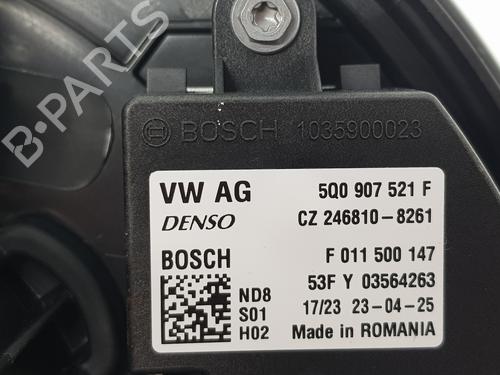 B-PARTS
BOSCH 1035900023
VW AG 5Q0 907 521 F
DENSO CZ 246810-8261
BOSCH F 011 500 147
ND8 53F Y 03564263
S01 17/23 23-04-25
H02 Made in ROMANIA